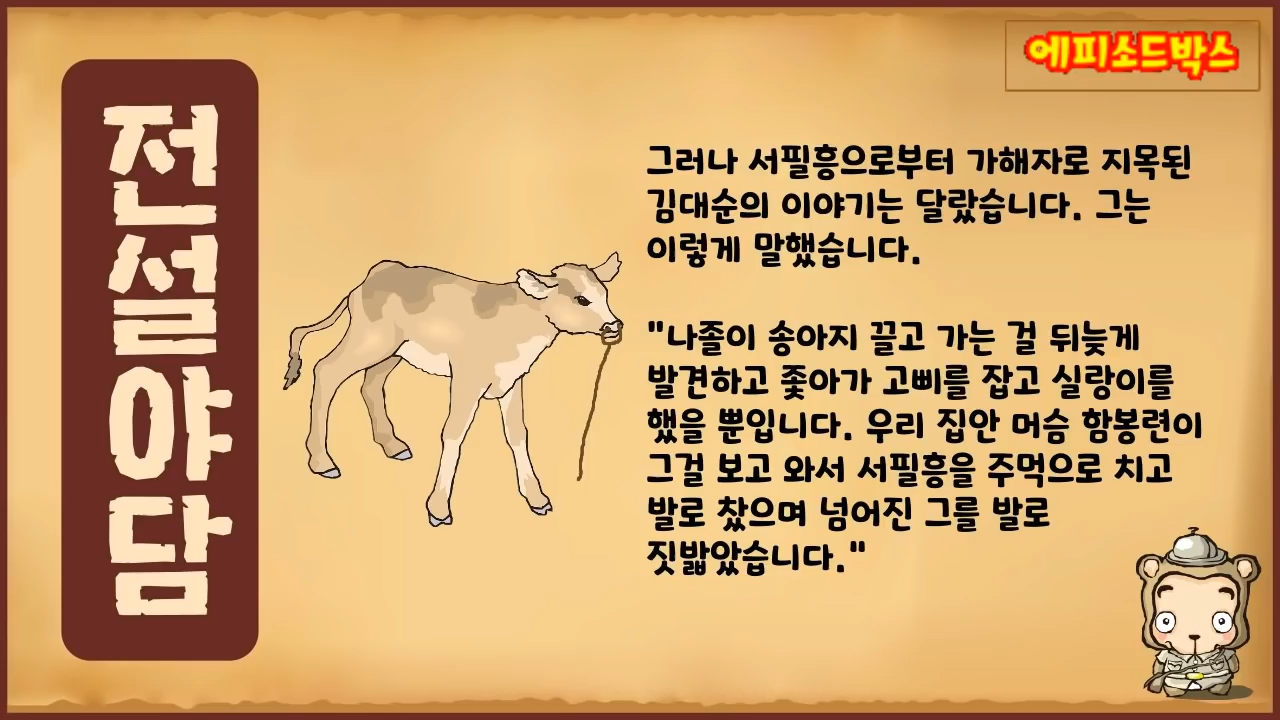 에피소드박스
전설야담
그러나 서필흥으로부터 가해자로 지목된
김대순의 이야기는 달랐습니다. 그는
이렇게 말했습니다.
"나졸이 송아지 끌고 가는 걸 뒤늦게
발견하고 좇아가 고삐를 잡고 실랑이를
했을 뿐입니다. 우리 집안 머슴 함봉련이
그걸 보고 와서 서필흥을 주먹으로 치고
발로 찼으며 넘어진 그를 발로
짓밟았습니다."